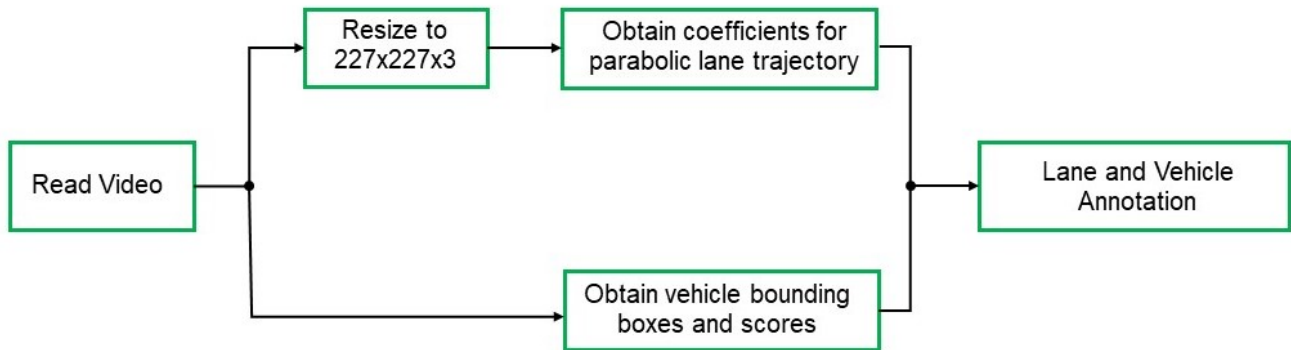 Resize to
227x227x3
Obtain coefficients for
parabolic lane trajectory
Read Video
Lane and Vehicle
Annotation
Obtain vehicle bounding
boxes and scores